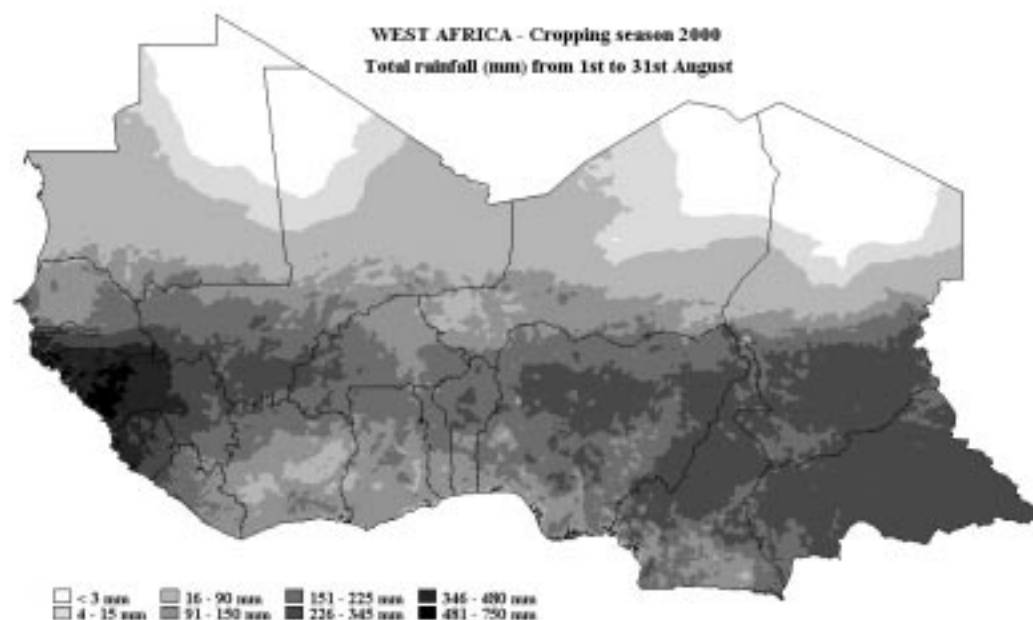 WEST AFRICA - Cropping season 2000
Total rainfall (mm) from 1st to 31st August
< 3 mm 16 - 90 mm 151 - 225 mm 346 - 480 mm
4 - 15 mm 91 - 150 mm 226 - 345 mm 481 - 750 mm